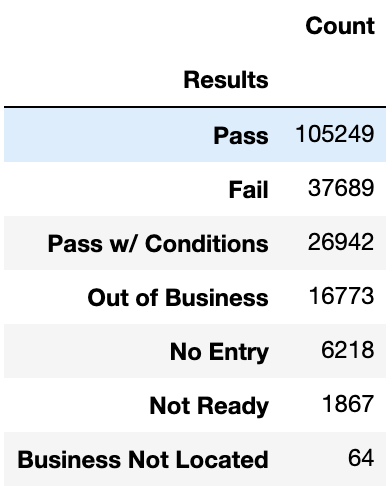 Count
Results
Pass 105249
Fail 37689
Pass w/ Conditions 26942
Out of Business 16773
No Entry 6218
Not Ready 1867
Business Not Located 64